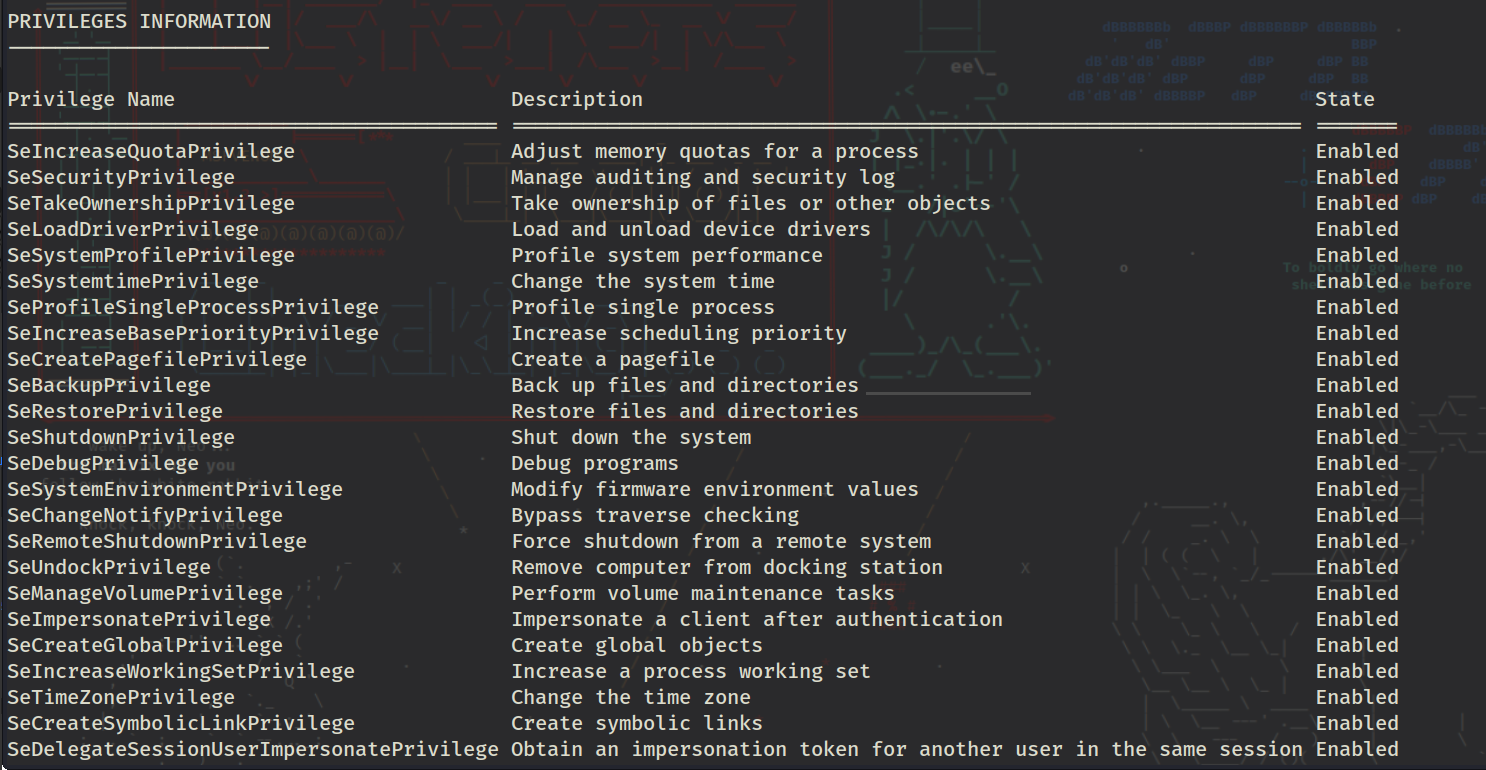 PRIVILEGES INFORMATION
Privilege Name Description State
SeIncreaseQuotaPrivilege Adjust memory quotas for a process Enabled
SeSecurityPrivilege Manage auditing and security log Enabled
SeTakeOwnershipPrivilege Take ownership of files or other objects Enabled
SeLoadDriverPrivilege Load and unload device drivers Enabled
SeSystemProfilePrivilege Profile system performance Enabled
SeSystemtimePrivilege Change the system time Enabled
SeProfileSingleProcessPrivilege Profile single process Enabled
SeIncreaseBasePriorityPrivilege Increase scheduling priority Enabled
SeCreatePagefilePrivilege Create a pagefile Enabled
SeBackupPrivilege Back up files and directories Enabled
SeRestorePrivilege Restore files and directories Enabled
SeShutdownPrivilege Shut down the system Enabled
SeDebugPrivilege Debug programs Enabled
SeSystemEnvironmentPrivilege Modify firmware environment values Enabled
SeChangeNotifyPrivilege Bypass traverse checking Enabled
SeRemoteShutdownPrivilege Force shutdown from a remote system Enabled
SeUndockPrivilege Remove computer from docking station Enabled
SeManageVolumePrivilege Perform volume maintenance tasks Enabled
SeImpersonatePrivilege Impersonate a client after authentication Enabled
SeCreateGlobalPrivilege Create global objects Enabled
SeIncreaseWorkingSetPrivilege Increase a process working set Enabled
SeTimeZonePrivilege Change the time zone Enabled
SeCreateSymbolicLinkPrivilege Create symbolic links Enabled
SeDelegateSessionUserImpersonatePrivilege Obtain an impersonation token for another user in the same session Enabled
To boldly go where no